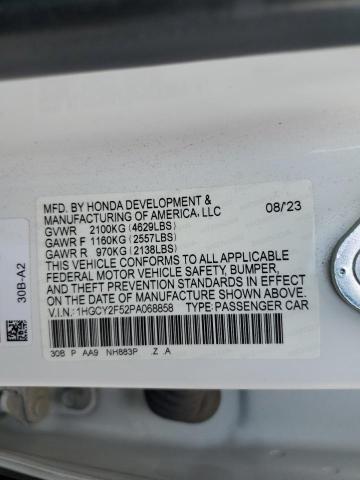 MFD. BY HONDA DEVELOPMENT &
MANUFACTURING OF AMERICA, LLC 08/'23
GVWR 2100KG (4629LBS)
GAWR F 1160KG (2557LBS)
GAWR R 970KG (2138LBS)
THIS VEHICLE CONFORMS TO ALL APPLICABLE
FEDERAL MOTOR VEHICLE SAFETY, BUMPER,
AND THEFT PREVENTION STANDARDS IN EFFECT
ON THE DATE OF MANUFACTURE SHOWN ABOVE.
V.I.N.: 1HGCY2F52PA068858 TYPE: PASSENGER CAR
30B P AA9 NH883P .Z .A
30B-A2